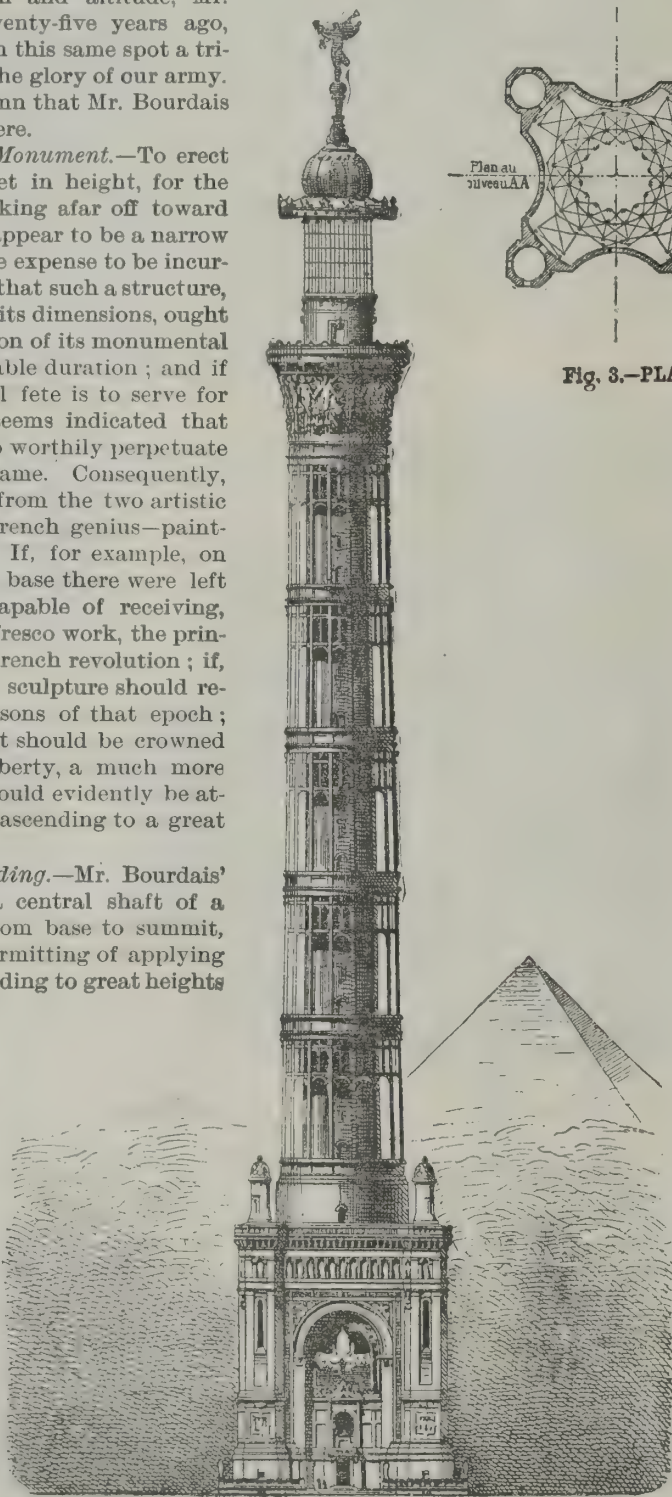 enty-five years ago,
n this same spot a tri-
he glory of our army.
nn that Mr. Bourdais
ere.
Monument.—To erect
et in height, for the
king afar off toward
ppear to be a narrow
e expense to be incur-
that such a structure,
its dimensions, ought
on of its monumental
able duration ; and if
l fete is to serve for
seems indicated that
o worthily perpetuate
ame. Consequently,
from the two artistic
rench genius—paint-
If, for example, on
base there were left
apable of receiving,
fresco work, the prin-
rench revolution ; if,
sculpture should re-
sons of that epoch ;
t should be crowned
berty, a much more
ould evidently be at-
ascending to a great
ding.—Mr. Bourdais'
central shaft of a
om base to summit,
rmitting of applying
ding to great heights
Plan au
niveau AA
Fig. 3.—PLA